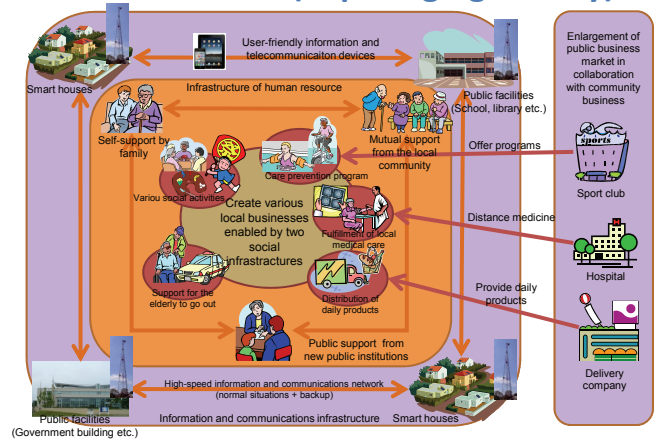 User-friendly information and
telecommunicaiton devices
Smart houses
Public facilities
(School, library etc.)
Infrastructure of human resource
Self-support by
family
Mutual support
from the local
community
Variou social activities
Care prevention program
Create various
local businesses
enabled by two
social
infrastractures
Fulfillment of local
medical care
Support for the
elderly to go out
Distribution of
daily products
Public support from
new public institutions
High-speed information and communications network
(normal situations + backup)
Public facilities
(Government building etc.)
Information and communications infrastructure
Smart houses
Enlargement of
public business
market in
collaboration
with community
business
Offer programs
sports
Sport club
Distance medicine
H
Hospital
Provide daily
products
Delivery
company